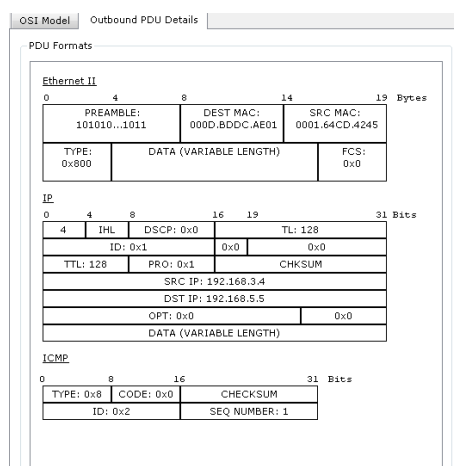 OSI Model Outbound PDU Details
PDU Formats
Ethernet II
0 4 8 14 19 Bytes
PREAMBLE: DEST MAC: SRC MAC:
101010...1011 000D.BDDC.AE01 0001.64CD.4245
TYPE: DATA (VARIABLE LENGTH) FCS:
0x800 0x0
IP
0 4 8 16 19 31 Bits
4 IHL DSCP: 0x0 TL: 128
ID: 0x1 0x0 0x0
TTL: 128 PRO: 0x1 CHKSUM
SRC IP: 192.168.3.4
DST IP: 192.168.5.5
OPT: 0x0 0x0
DATA (VARIABLE LENGTH)
ICMP
0 8 16 31 Bits
TYPE: 0x8 CODE: 0x0 CHECKSUM
ID: 0x2 SEQ NUMBER: 1